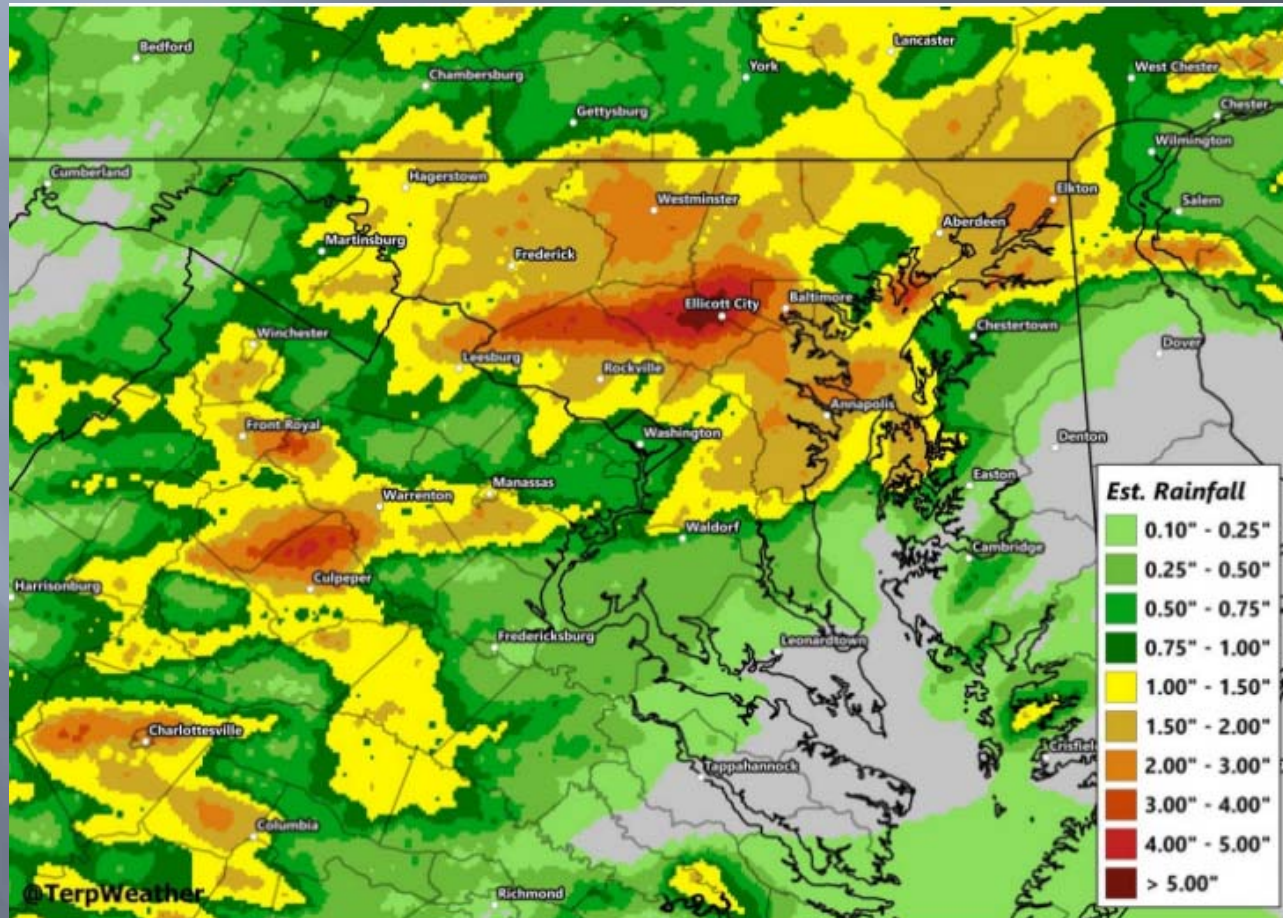 Bedford
Lancaster
Chambersburg
York
West Chester
Chester
Gettysburg
Wilmington
Cumberland
Hagerstown
Elkton
Westminster
Salem
Aberdeen
Martinsburg
Frederick
Ellicott City
Baltimore
Chestertown
Winchester
Dover
Leesburg
Rockville
Annapolis
Front Royal
Washington
Denton
Easton
Manassas
Warrenton
Waldorf
Cambridge
Harrisonburg
Culpeper
Fredericksburg
Leonardtown
Charlottesville
Crisfiel
Tappahannock
Columbia
Richmond
@TerpWeather
Est. Rainfall
0.10" - 0.25"
0.25" - 0.50"
0.50" - 0.75"
0.75" - 1.00"
1.00" - 1.50"
1.50" - 2.00"
2.00" - 3.00"
3.00" - 4.00"
4.00" - 5.00"
> 5.00"